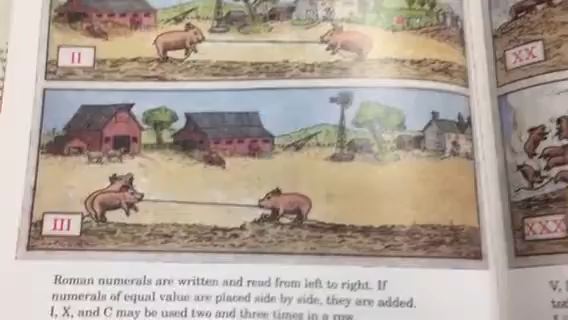 II
XX
III
XXX
Roman numerals are written and read from left to right. If
numerals of equal value are placed side by side, they are added.
I, X, and C may be used two and three times in a row